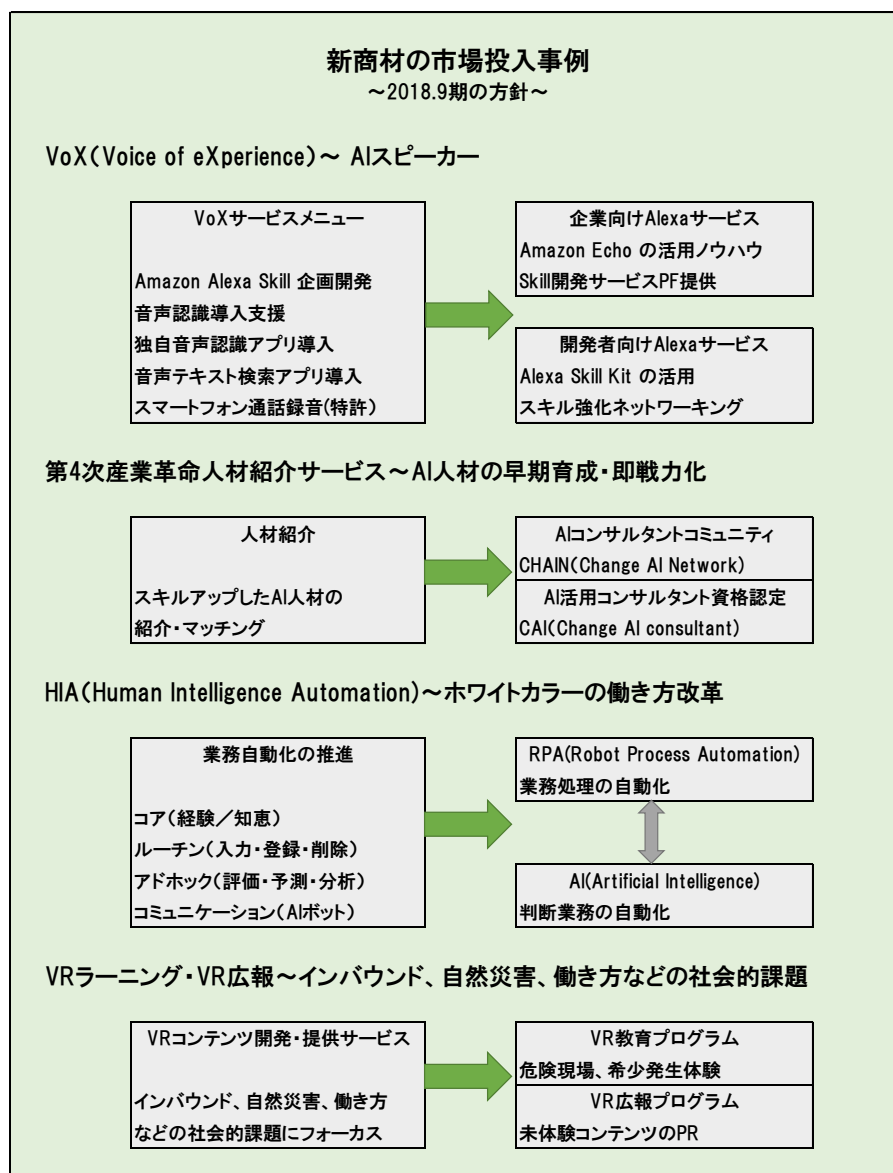 新商材の市場投入事例
～2018.9期の方針～
VoX(Voice of eXperience)～ AIスピーカー
VoXサービスメニュー
Amazon Alexa Skill 企画開発
音声認識導入支援
独自音声認識アプリ導入
音声テキスト検索アプリ導入
スマートフォン通話録音(特許)
企業向けAlexaサービス
Amazon Echo の活用ノウハウ
Skill開発サービスPF提供
開発者向けAlexaサービス
Alexa Skill Kit の活用
スキル強化ネットワーキング
第4次産業革命人材紹介サービス～AI人材の早期育成・即戦力化
人材紹介
スキルアップしたAI人材の
紹介・マッチング
AIコンサルタントコミュニティ
CHAIN(Change AI Network)
AI活用コンサルタント資格認定
CAI(Change AI consultant)
HIA(Human Intelligence Automation)～ホワイトカラーの働き方改革
業務自動化の推進
コア(経験／知恵)
ルーチン(入力・登録・削除)
アドホック(評価・予測・分析)
コミュニケーション(AIボット)
RPA(Robot Process Automation)
業務処理の自動化
AI(Artificial Intelligence)
判断業務の自動化
VRラーニング・VR広報～インバウンド、自然災害、働き方などの社会的課題
VRコンテンツ開発・提供サービス
インバウンド、自然災害、働き方
などの社会的課題にフォーカス
VR教育プログラム
危険現場、希少発生体験
VR広報プログラム
未体験コンテンツのPR